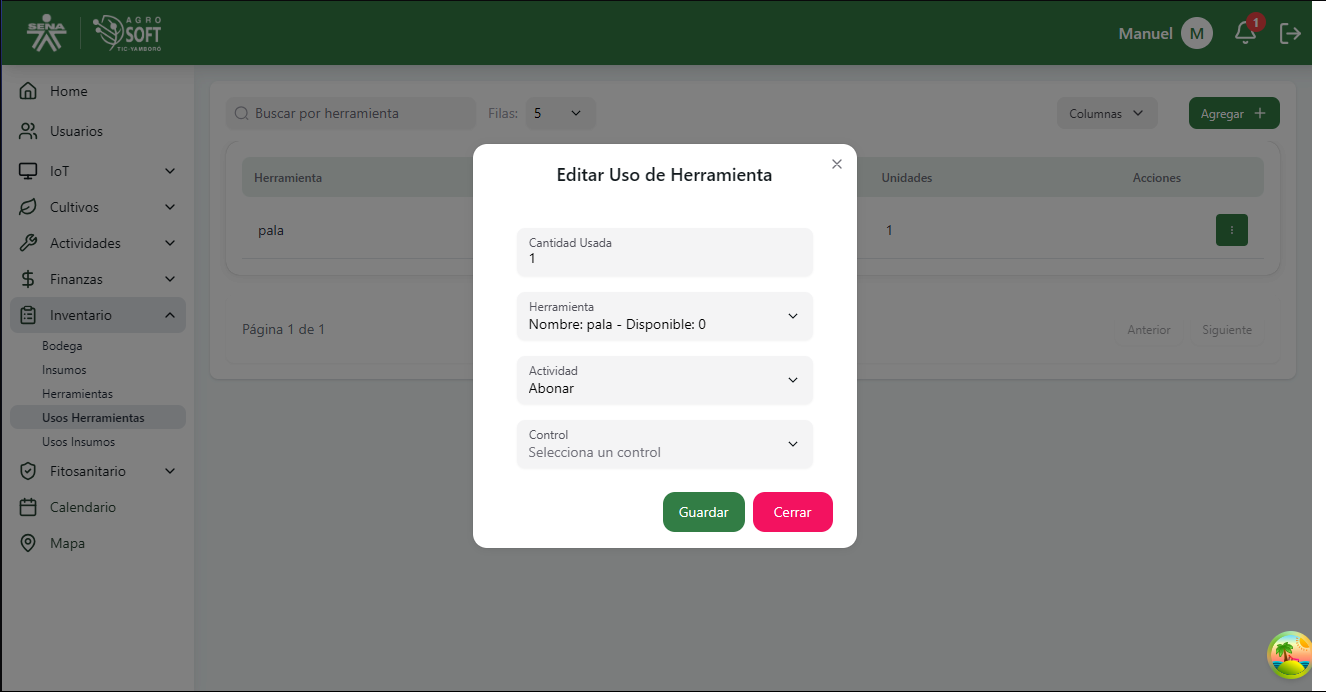 SENA
AGRO
SOFT
TIC-YAMBORÓ
Manuel
M
1
Home
Usuarios
IoT
Cultivos
Actividades
Finanzas
Inventario
Bodega
Insumos
Herramientas
Usos Herramientas
Usos Insumos
Fitosanitario
Calendario
Mapa
Buscar por herramienta
Filas:
5
Columnas
Agregar
Herramienta
Unidades
Acciones
pala
1
Página 1 de 1
Anterior
Siguiente
Editar Uso de Herramienta
Cantidad Usada
1
Herramienta
Nombre: pala - Disponible: 0
Actividad
Abonar
Control
Selecciona un control
Guardar
Cerrar